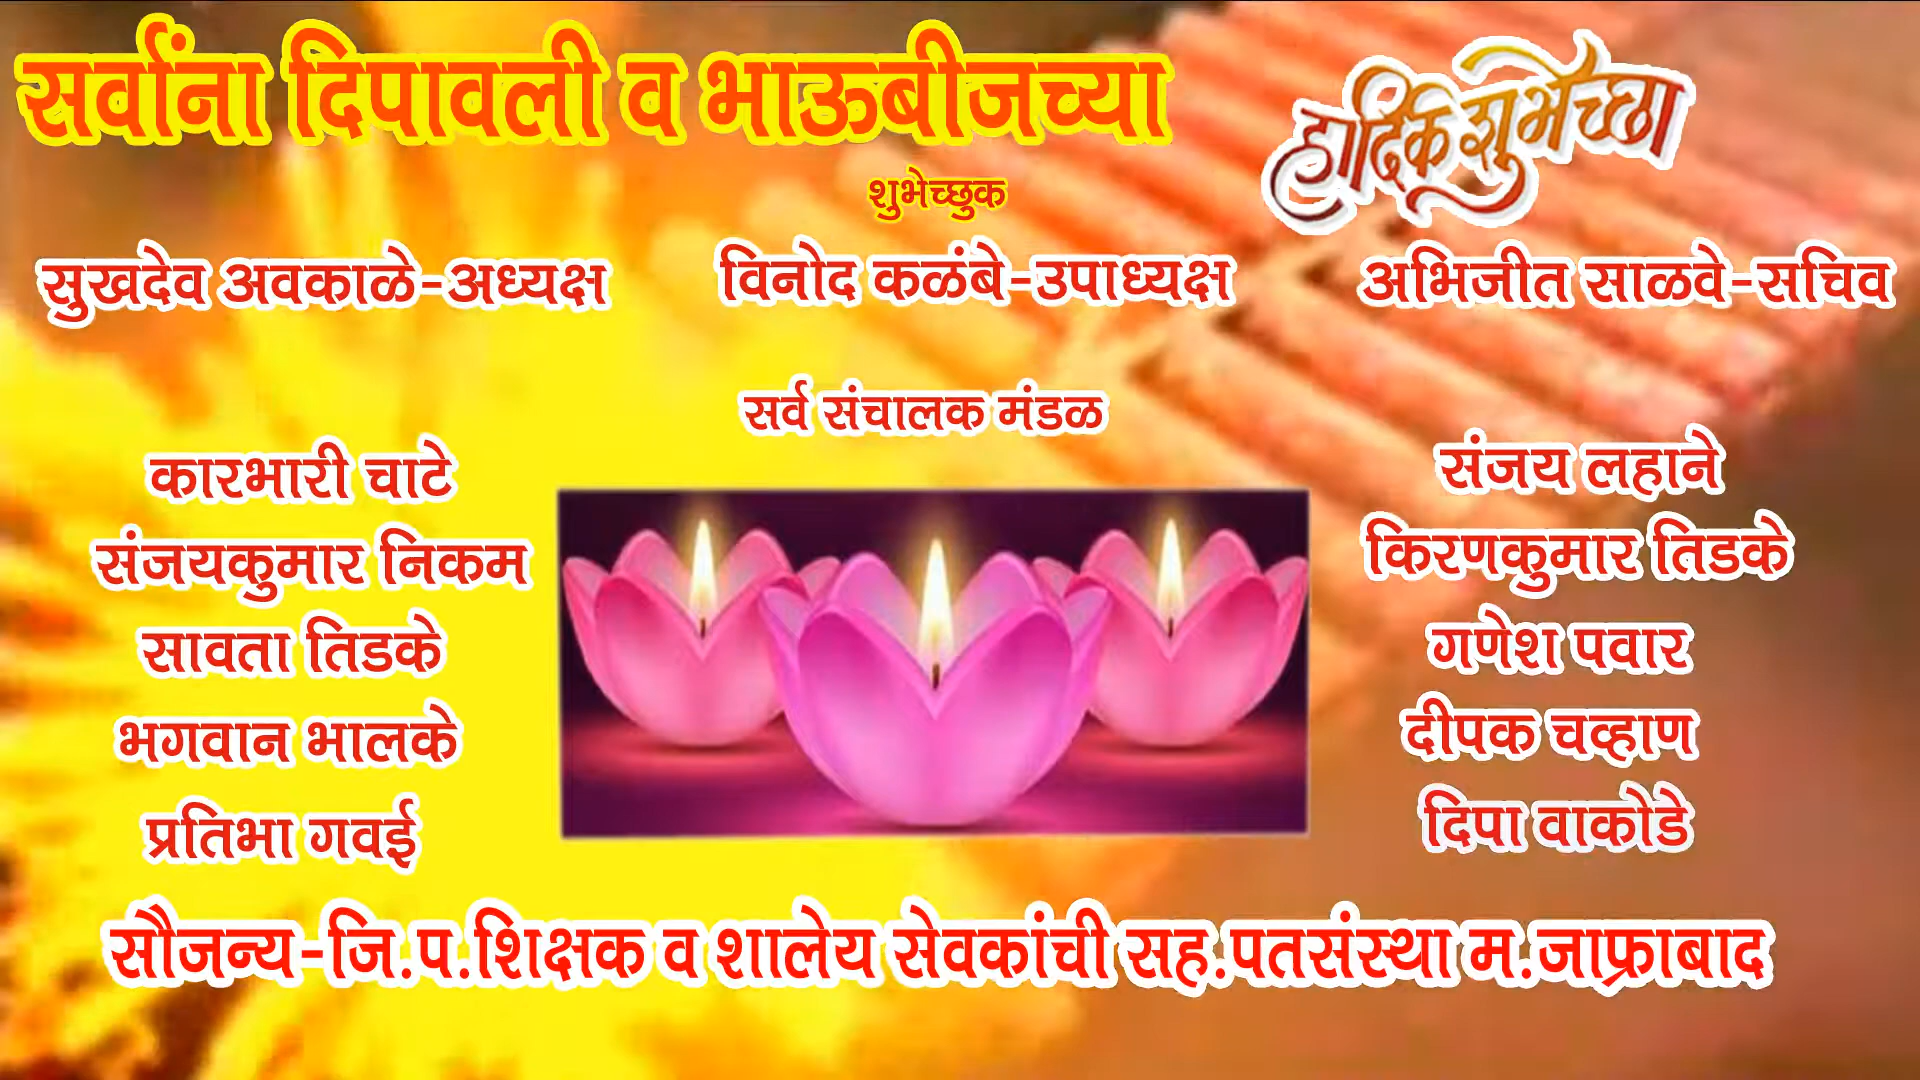 सर्वांना दिपावली व भाऊबीजच्या
हार्दिक शुभेच्छा
शुभेच्छुक
सुखदेव अवकाळे-अध्यक्ष
विनोद कळंबे-उपाध्यक्ष
अभिजीत साळवे-सचिव
सर्व संचालक मंडळ
कारभारी चाटे
संजयकुमार निकम
सावता तिडके
भगवान भालके
प्रतिभा गवई
संजय लहाने
किरणकुमार तिडके
गणेश पवार
दीपक चव्हाण
दिपा वाकोडे
सौजन्य-जि.प.शिक्षक व शालेय सेवकांची सह.पतसंस्था म.जाफ्राबाद